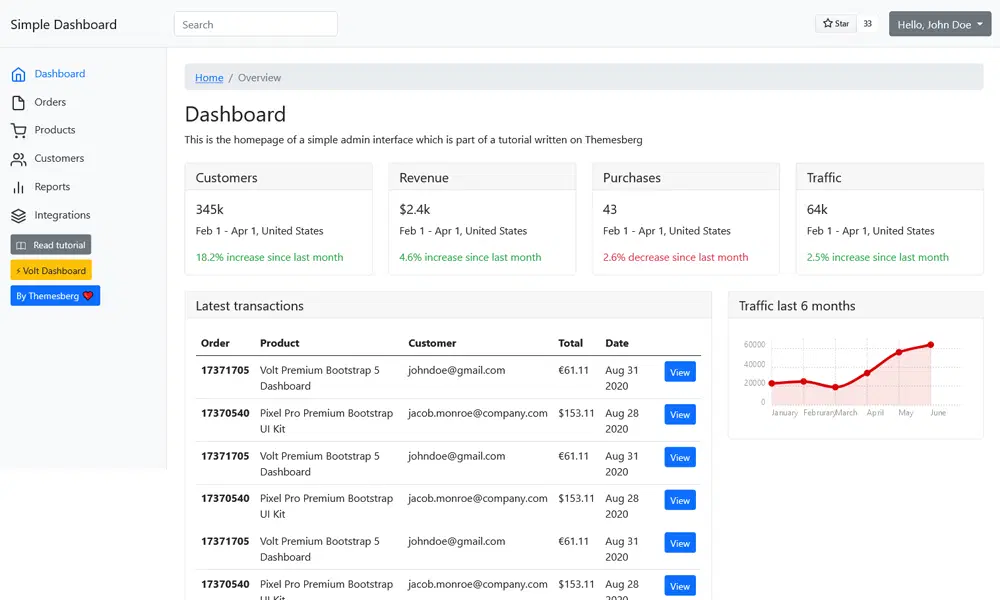 Simple Dashboard
Search
Star 33
Hello, John Doe
Dashboard
Orders
Products
Customers
Reports
Integrations
Read tutorial
⚡ Volt Dashboard
By Themesberg
Home / Overview
Dashboard
This is the homepage of a simple admin interface which is part of a tutorial written on Themesberg
Customers
345k
Feb 1 - Apr 1, United States
18.2% increase since last month
Revenue
$2.4k
Feb 1 - Apr 1, United States
4.6% increase since last month
Purchases
43
Feb 1 - Apr 1, United States
2.6% decrease since last month
Traffic
64k
Feb 1 - Apr 1, United States
2.5% increase since last month
Latest transactions
Order Product Customer Total Date
17371705 Volt Premium Bootstrap 5 johndoe@gmail.com €61.11 Aug 31 View
Dashboard 2020
17370540 Pixel Pro Premium Bootstrap jacob.monroe@company.com $153.11 Aug 28 View
UI Kit 2020
17371705 Volt Premium Bootstrap 5 johndoe@gmail.com €61.11 Aug 31 View
Dashboard 2020
17370540 Pixel Pro Premium Bootstrap jacob.monroe@company.com $153.11 Aug 28 View
UI Kit 2020
17371705 Volt Premium Bootstrap 5 johndoe@gmail.com €61.11 Aug 31 View
Dashboard 2020
17370540 Pixel Pro Premium Bootstrap jacob.monroe@company.com $153.11 Aug 28 View
UI Kit 2020
Traffic last 6 months
60000
40000
20000
0
January Februrary March April May June